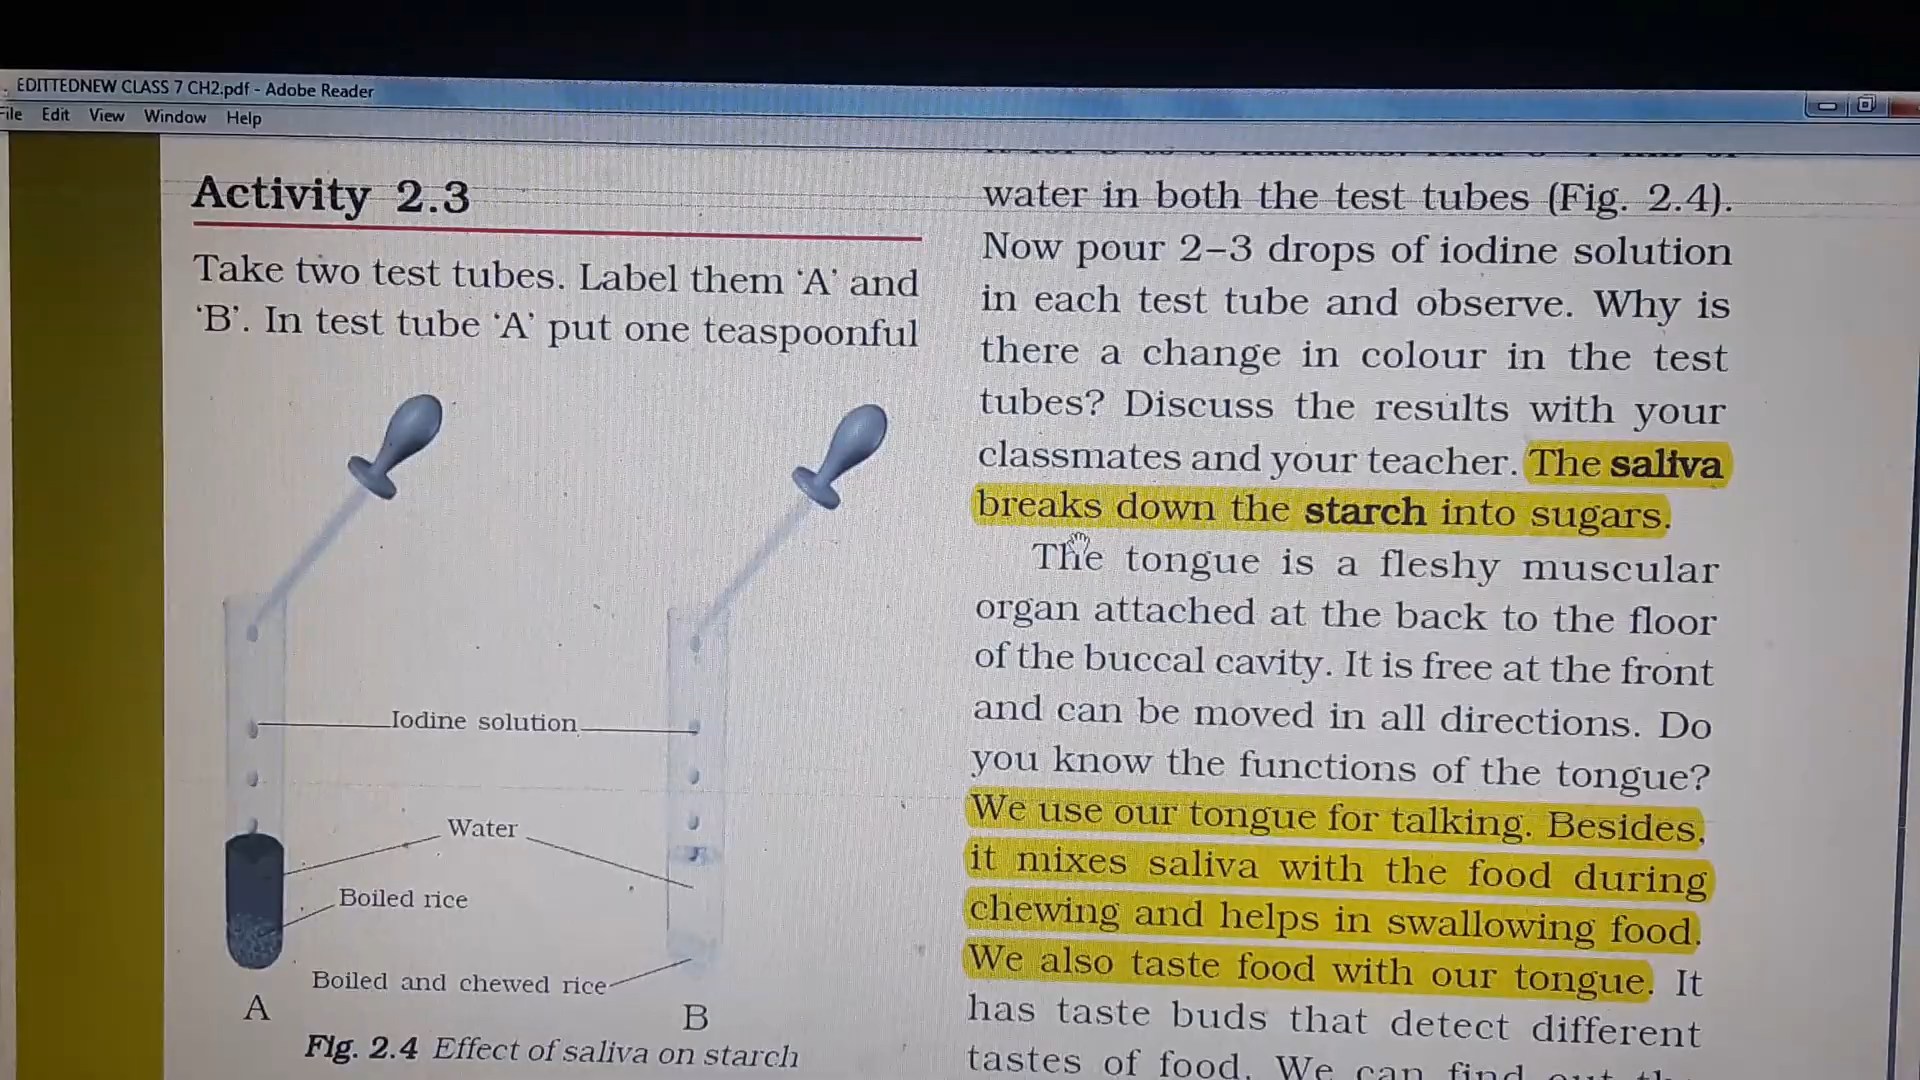 EDITTEDNEW CLASS 7 CH2.pdf - Adobe Reader
File Edit View Window Help
Activity 2.3
Take two test tubes. Label them ‘A’ and
‘B’. In test tube ‘A’ put one teaspoonful
Iodine solution
Water
Boiled rice
Boiled and chewed rice
A
B
Fig. 2.4 Effect of saliva on starch
water in both the test tubes (Fig. 2.4).
Now pour 2–3 drops of iodine solution
in each test tube and observe. Why is
there a change in colour in the test
tubes? Discuss the results with your
classmates and your teacher. The saliva
breaks down the starch into sugars.
The tongue is a fleshy muscular
organ attached at the back to the floor
of the buccal cavity. It is free at the front
and can be moved in all directions. Do
you know the functions of the tongue?
We use our tongue for talking. Besides,
it mixes saliva with the food during
chewing and helps in swallowing food.
We also taste food with our tongue. It
has taste buds that detect different
tastes of food. We can find out